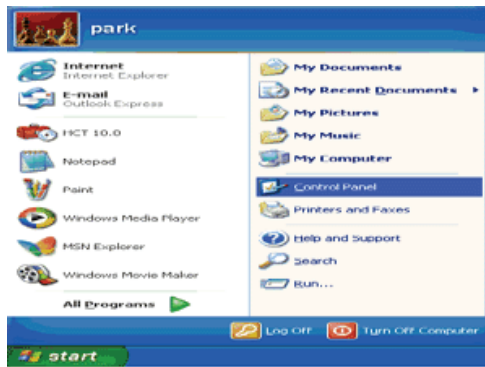 park
Internet
Internet Explorer
E-mail
Outlook Express
HCT 10.0
Notepad
Paint
Windows Media Player
MSN Explorer
Windows Movie Maker
All Programs
My Documents
My Recent Documents
My Pictures
My Music
My Computer
Control Panel
Printers and Faxes
Help and Support
Search
Run...
Log Off
Turn Off Computer
start